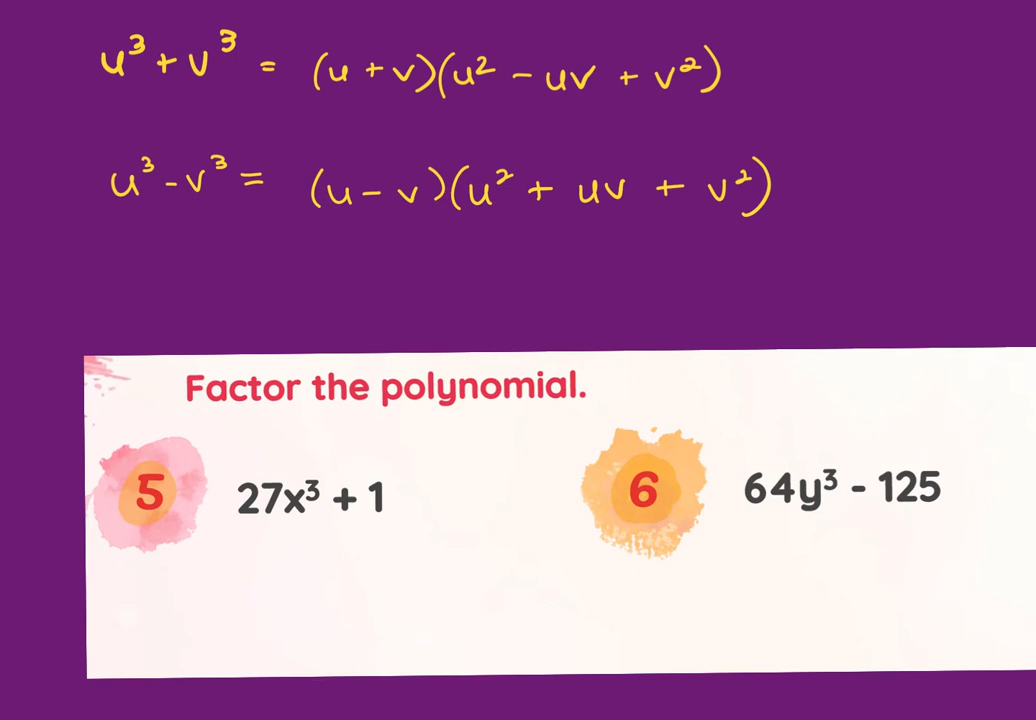 u³ + v³ = (u + v)(u² - uv + v²)
u³ - v³ = (u - v)(u² + uv + v²)
Factor the polynomial.
5 27x³ + 1 6 64y³ - 125